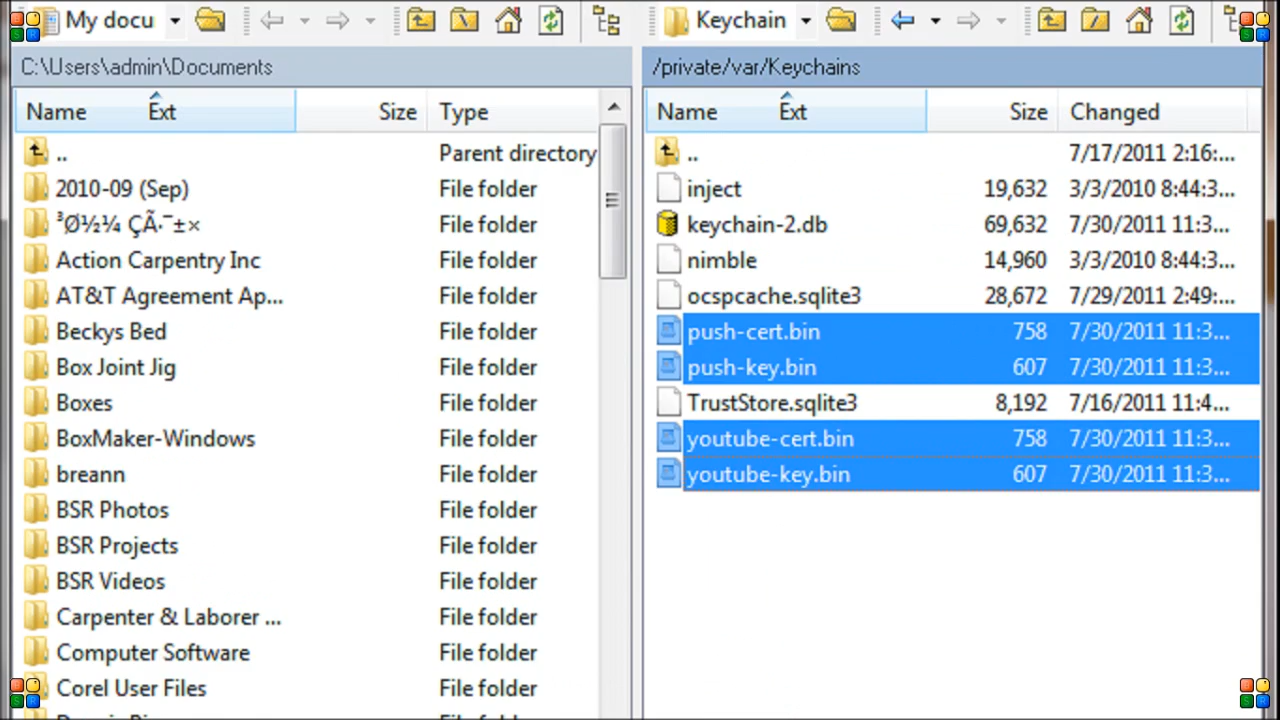 My docu
Keychain
C:\Users\admin\Documents
/private/var/Keychains
Name Ext Size Type
Name Ext Size Changed
.. Parent directory
2010-09 (Sep) File folder
³Ø½¼ ÇÃ·¯±× File folder
Action Carpentry Inc File folder
AT&T Agreement Ap... File folder
Beckys Bed File folder
Box Joint Jig File folder
Boxes File folder
BoxMaker-Windows File folder
breann File folder
BSR Photos File folder
BSR Projects File folder
BSR Videos File folder
Carpenter & Laborer ... File folder
Computer Software File folder
Corel User Files File folder
.. 7/17/2011 2:16:...
inject 19,632 3/3/2010 8:44:3...
keychain-2.db 69,632 7/30/2011 11:3...
nimble 14,960 3/3/2010 8:44:3...
ocspcache.sqlite3 28,672 7/29/2011 2:49:...
push-cert.bin 758 7/30/2011 11:3...
push-key.bin 607 7/30/2011 11:3...
TrustStore.sqlite3 8,192 7/16/2011 11:4...
youtube-cert.bin 758 7/30/2011 11:3...
youtube-key.bin 607 7/30/2011 11:3...